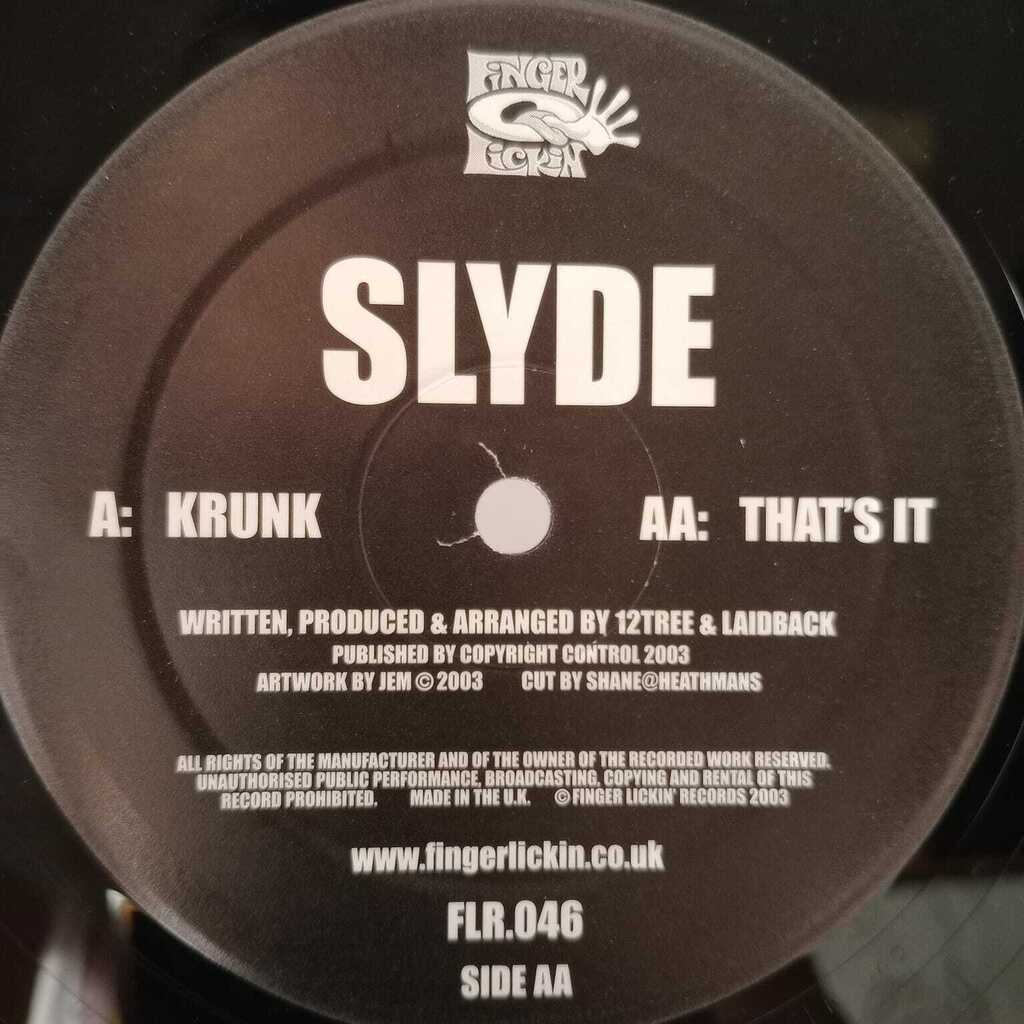 FINGER
LICKIN
SLYDE
A: KRUNK AA: THAT'S IT
WRITTEN, PRODUCED & ARRANGED BY 12TREE & LAIDBACK
PUBLISHED BY COPYRIGHT CONTROL 2003
ARTWORK BY JEM © 2003 CUT BY SHANE@HEATHMANS
ALL RIGHTS OF THE MANUFACTURER AND OF THE OWNER OF THE RECORDED WORK RESERVED.
UNAUTHORISED PUBLIC PERFORMANCE, BROADCASTING, COPYING AND RENTAL OF THIS
RECORD PROHIBITED. MADE IN THE U.K. © FINGER LICKIN' RECORDS 2003
www.fingerlickin.co.uk
FLR.046
SIDE AA